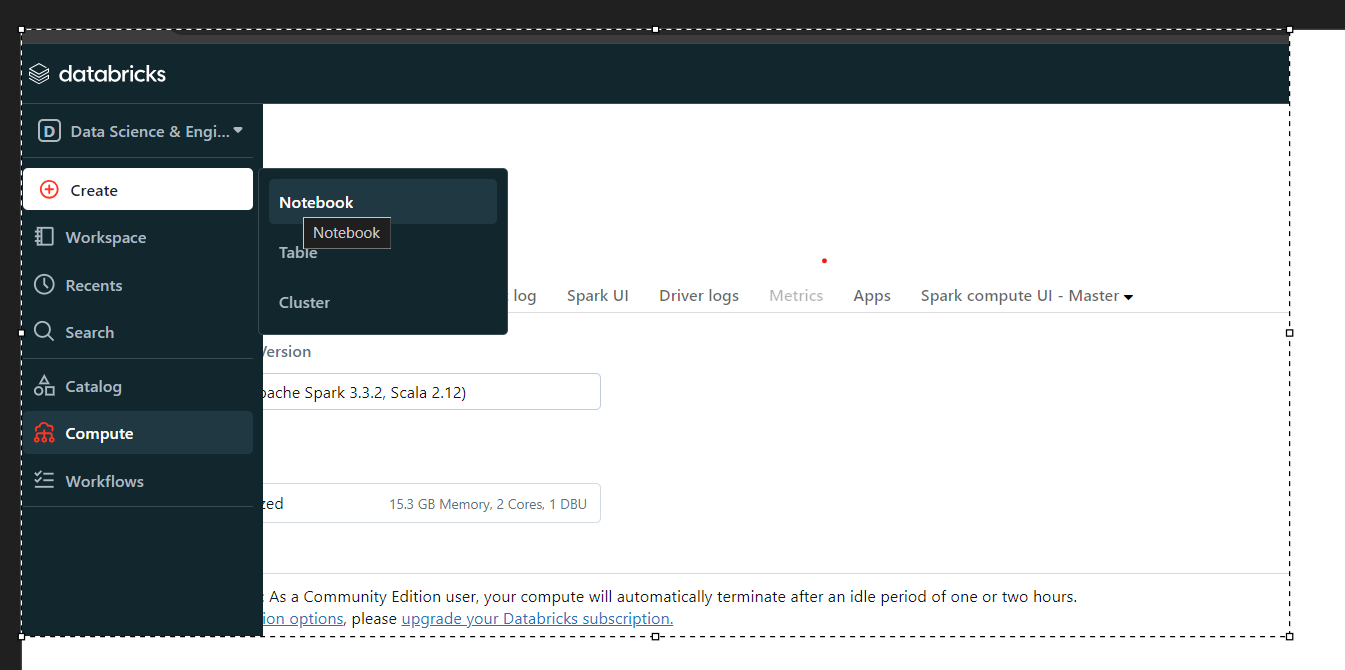 databricks
D Data Science & Engi...
Create
Workspace
Recents
Search
Catalog
Compute
Workflows
Notebook
Notebook
Table
Cluster
log Spark UI Driver logs Metrics Apps Spark compute UI - Master
Version
pache Spark 3.3.2, Scala 2.12)
zed 15.3 GB Memory, 2 Cores, 1 DBU
: As a Community Edition user, your compute will automatically terminate after an idle period of one or two hours.
ion options, please upgrade your Databricks subscription.